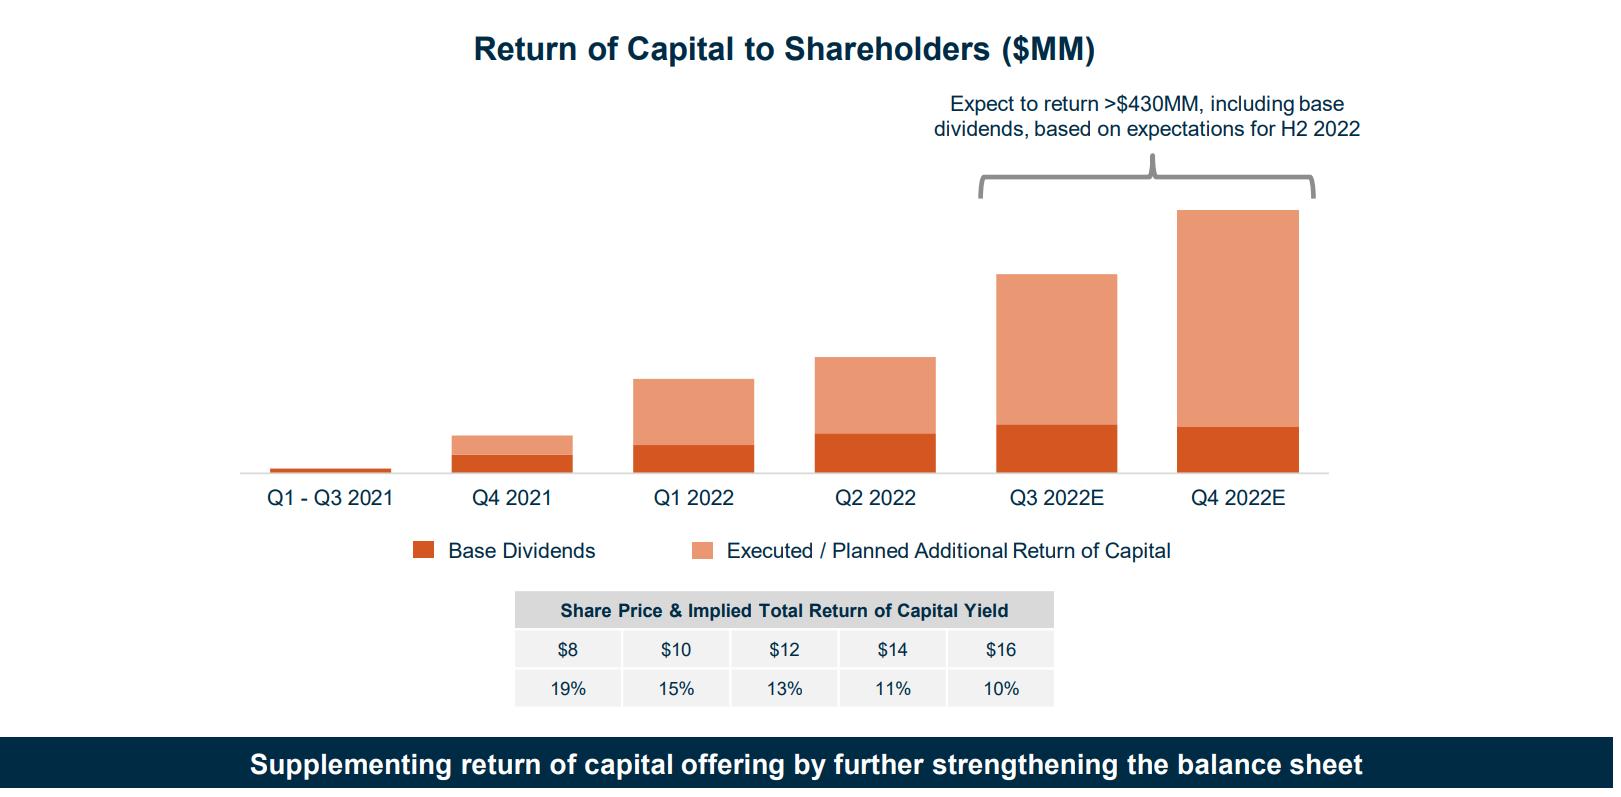 Return of Capital to Shareholders ($MM)
Expect to return >$430MM, including base
dividends, based on expectations for H2 2022
Q1 - Q3 2021
Q4 2021
Q1 2022
Q2 2022
Q3 2022E
Q4 2022E
Base Dividends
Executed / Planned Additional Return of Capital
Share Price & Implied Total Return of Capital Yield
$8 $10 $12 $14 $16
19% 15% 13% 11% 10%
Supplementing return of capital offering by further strengthening the balance sheet